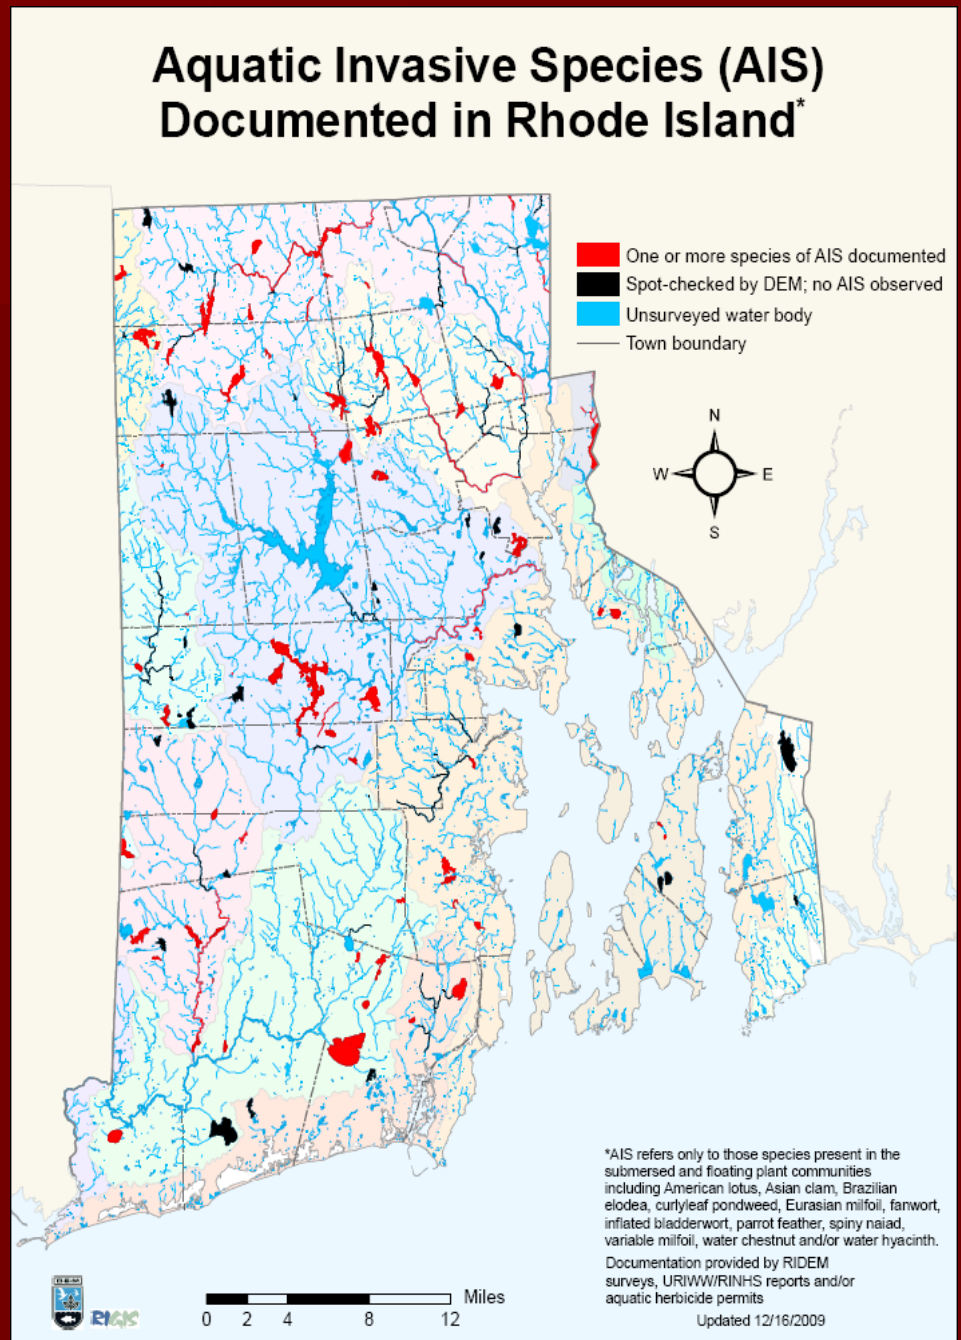 Aquatic Invasive Species (AIS)
Documented in Rhode Island*
One or more species of AIS documented
Spot-checked by DEM; no AIS observed
Unsurveyed water body
Town boundary
N
W E
S
*AIS refers only to those species present in the
submersed and floating plant communities
including American lotus, Asian clam, Brazilian
elodea, curlyleaf pondweed, Eurasian milfoil, fanwort,
inflated bladderwort, parrot feather, spiny naiad,
variable milfoil, water chestnut and/or water hyacinth.
Documentation provided by RIDEM
surveys, URIWW/RINHS reports and/or
aquatic herbicide permits
Updated 12/16/2009
RIGIS
Miles
0 2 4 8 12